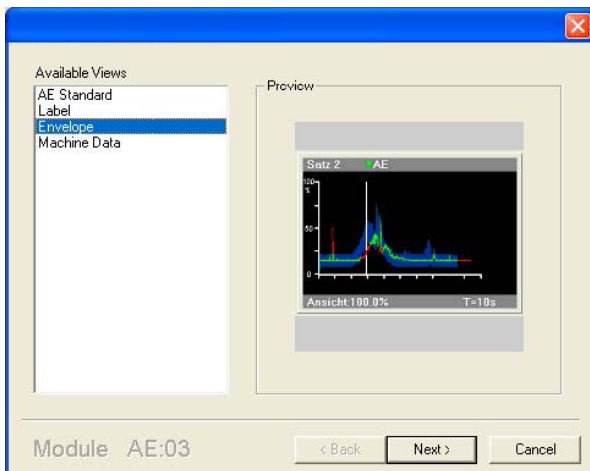 Available Views
AE Standard
Label
Envelope
Machine Data
Preview
Satz 2 AE
100
%
50
0
Ansicht:100.0% T=10s
Module AE:03
< Back Next > Cancel